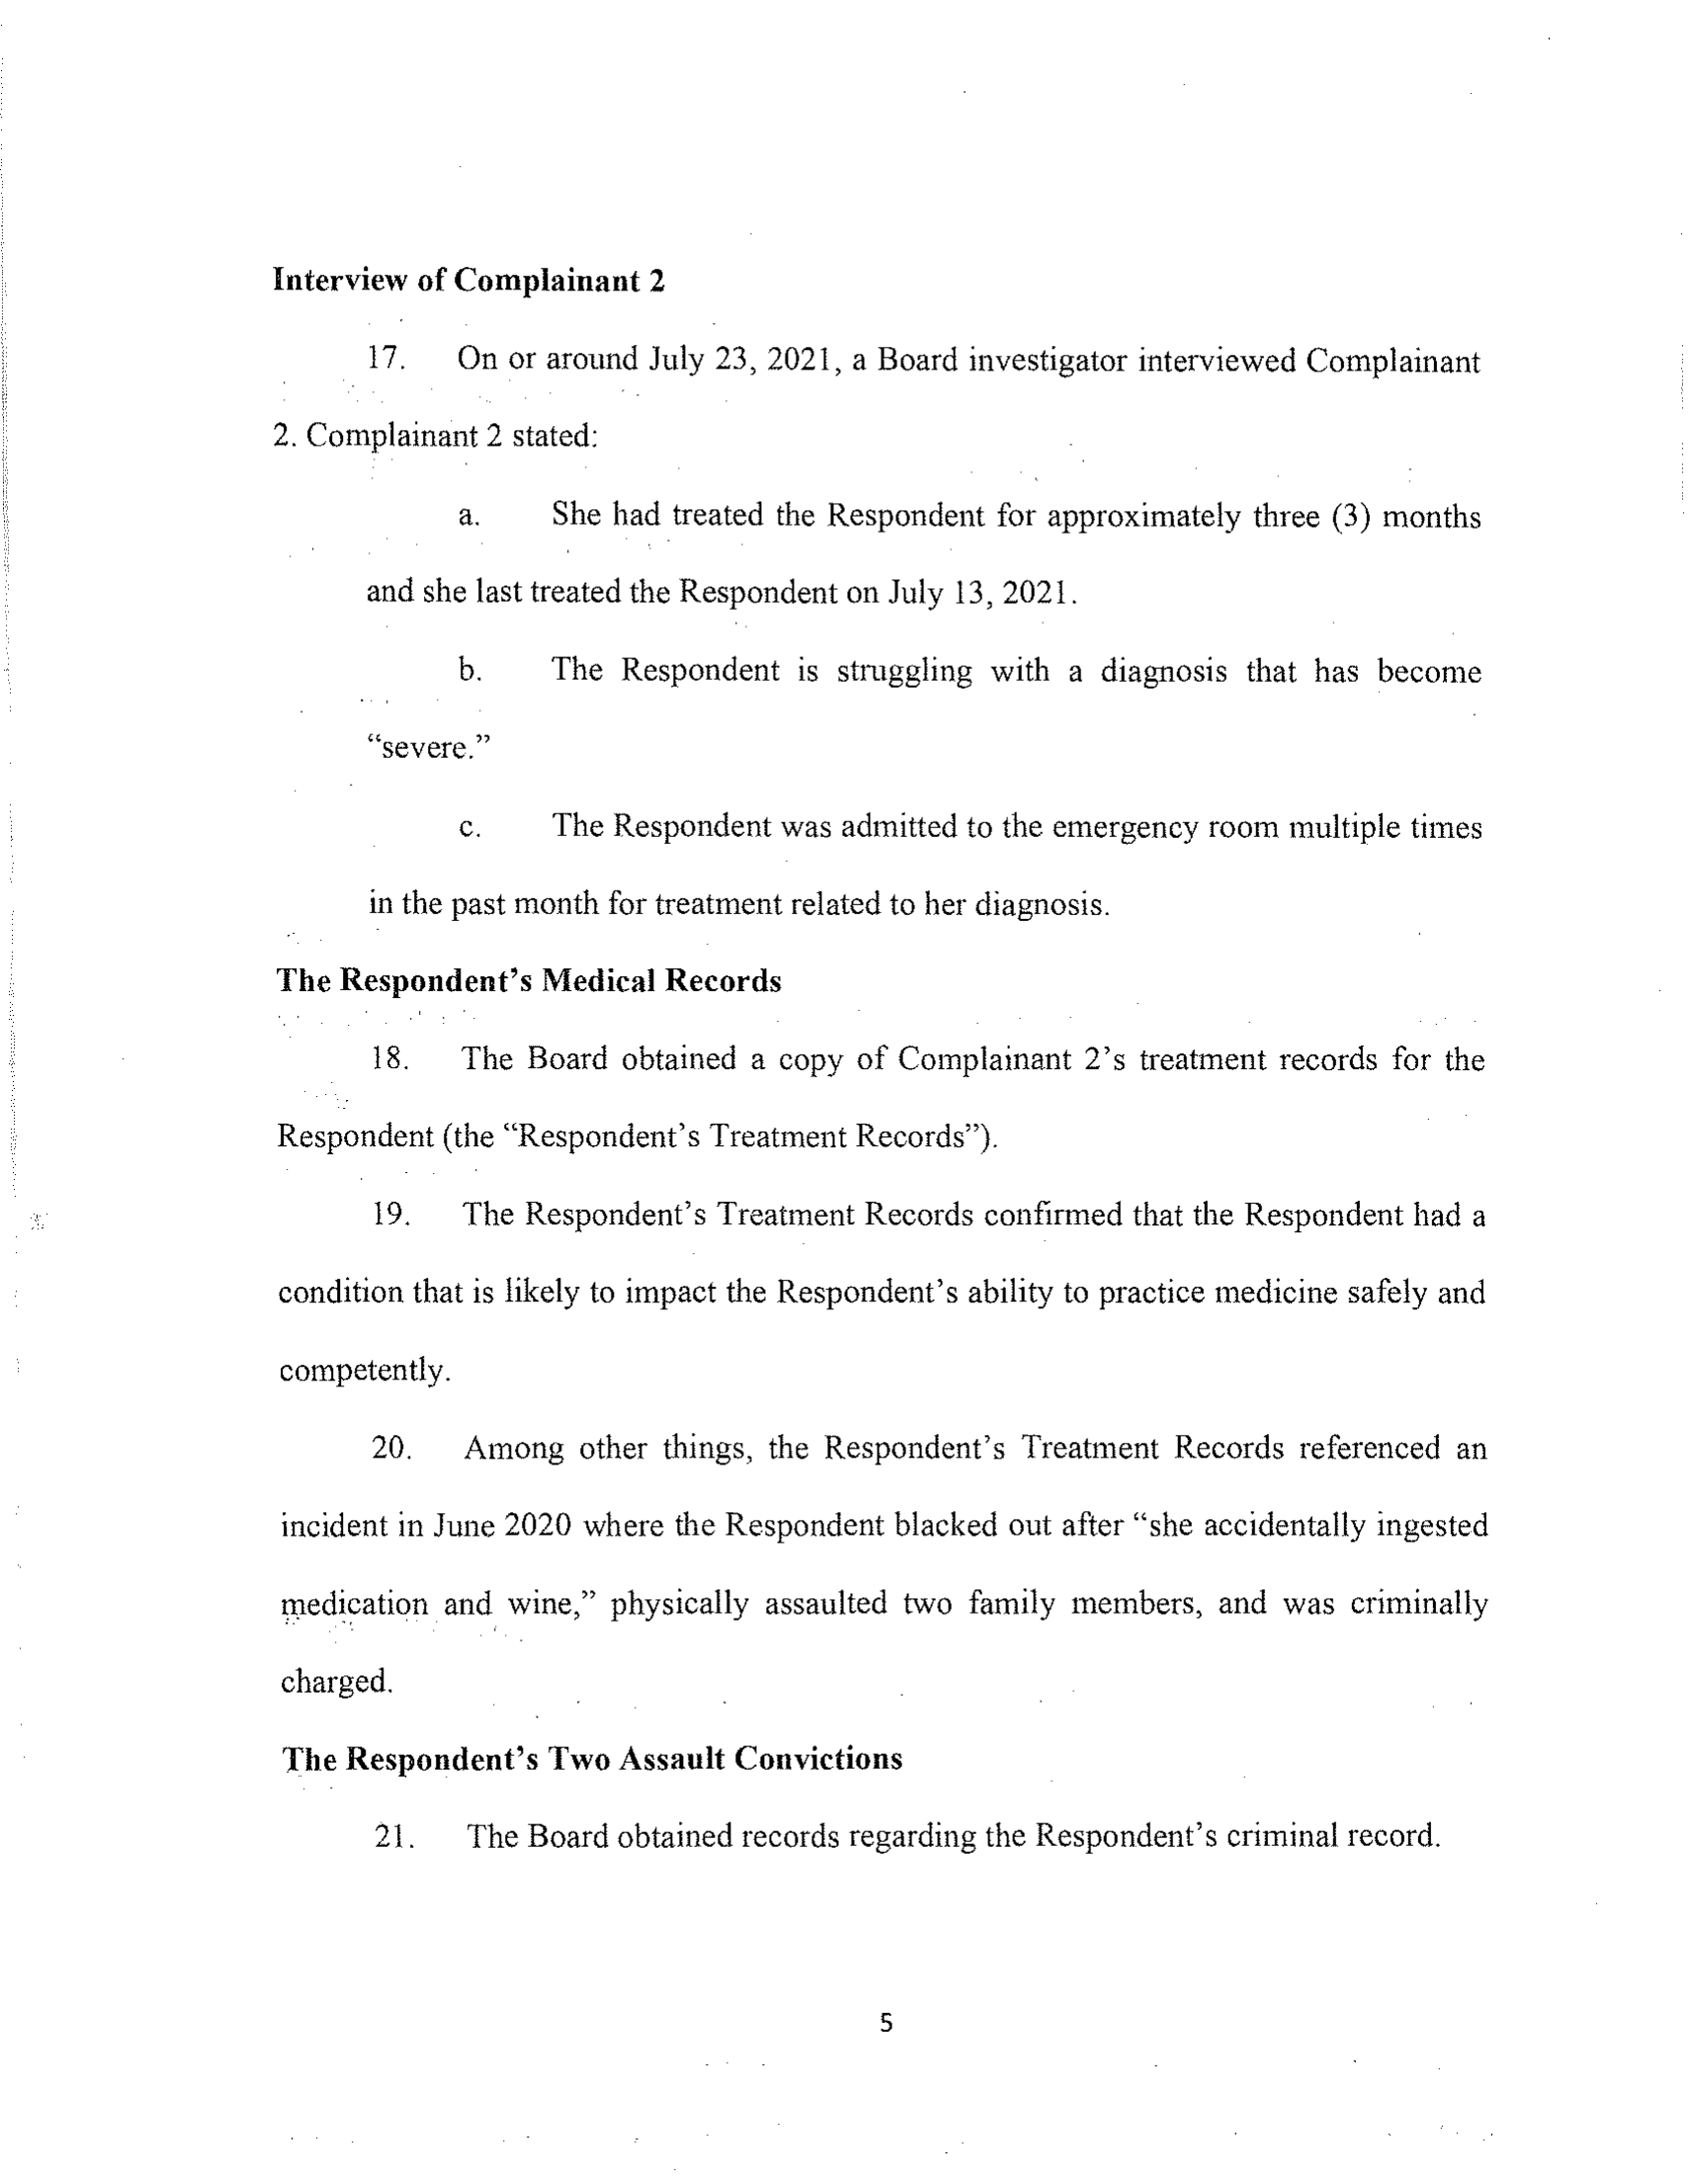 Interview of Complainant 2
17. On or around July 23, 2021, a Board investigator interviewed Complainant
2. Complainant 2 stated:
a. She had treated the Respondent for approximately three (3) months
and she last treated the Respondent on July 13, 2021.
b. The Respondent is struggling with a diagnosis that has become
“severe.”
c. The Respondent was admitted to the emergency room multiple times
in the past month for treatment related to her diagnosis.
The Respondent’s Medical Records
18. The Board obtained a copy of Complainant 2’s treatment records for the
Respondent (the “Respondent’s Treatment Records”).
19. The Respondent’s Treatment Records confirmed that the Respondent had a
condition that is likely to impact the Respondent’s ability to practice medicine safely and
competently.
20. Among other things, the Respondent’s Treatment Records referenced an
incident in June 2020 where the Respondent blacked out after “she accidentally ingested
medication and wine,” physically assaulted two family members, and was criminally
charged.
The Respondent’s Two Assault Convictions
21. The Board obtained records regarding the Respondent’s criminal record.
5